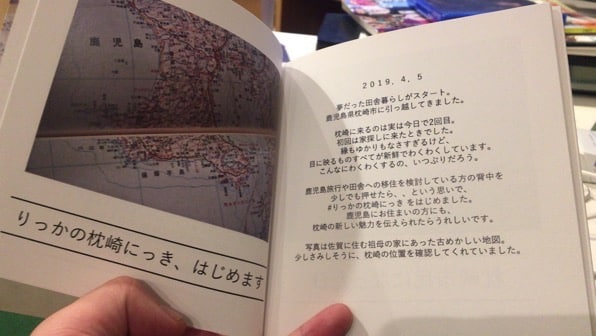 鹿児島
薩摩半島
りっかの枕崎にっき、はじめます
2019.4.5
夢だった田舎暮らしがスタート。
鹿児島県枕崎市に引っ越してきました。
枕崎に来るのは実は今日で2回目。
初回は家探しに来たときでした。
縁もゆかりもなさすぎるけど、
目に映るものすべてが新鮮でわくわくしています。
こんなにわくわくするの、いつぶりだろう。
鹿児島旅行や田舎への移住を検討している方の背中を
少しでも押せたら、、という思いで、
#りっかの枕崎にっき をはじめました。
鹿児島にお住まいの方にも、
枕崎の新しい魅力を伝えられたらうれしいです。
写真は佐賀に住む祖母の家にあった古めかしい地図。
少しさみしそうに、枕崎の位置を確認してくれていました。